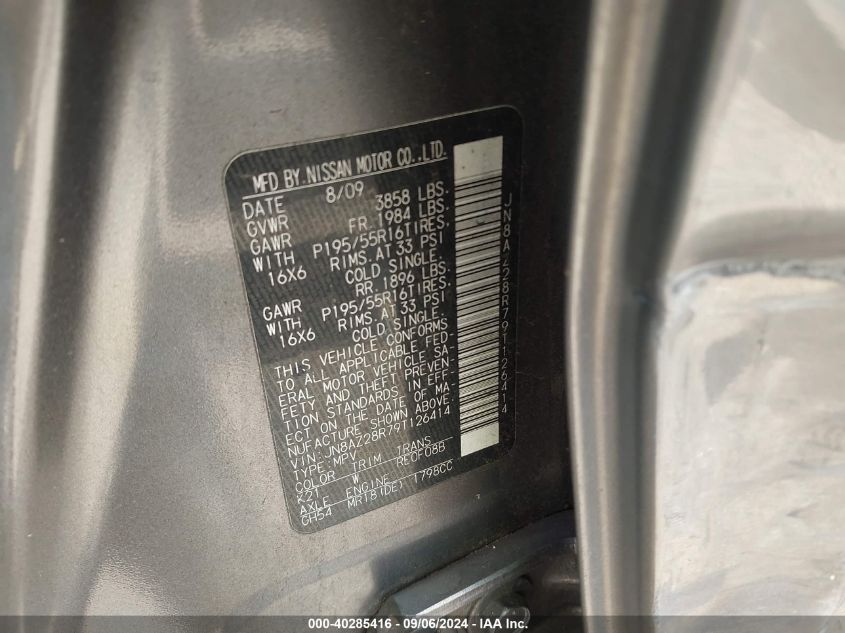 MFD BY.NISSAN MOTOR CO.,LTD.
DATE 8/09
GVWR 3858 LBS.
GAWR FR.1984 LBS.
WITH P195/55R16TIRES.
16X6 RIMS.AT 33 PSI
COLD SINGLE.
GAWR RR.1896 LBS.
WITH P195/55R16TIRES.
16X6 RIMS.AT 33 PSI
COLD SINGLE.
THIS VEHICLE CONFORMS
TO ALL APPLICABLE FED-
ERAL MOTOR VEHICLE SA-
FETY AND THEFT PREVEN-
TION STANDARDS IN EFF-
ECT ON THE DATE OF MA-
NUFACTURE SHOWN ABOVE.
VIN:JN8AZ28R79T126414
TYPE:MPV
COLOR TRIM TRANS
K21 W RE0F08B
AXLE ENGINE
CH54 MR18(DE) 1798CC
JN8AZ28R79T126414
000-40285416 - 09/06/2024 - IAA Inc.